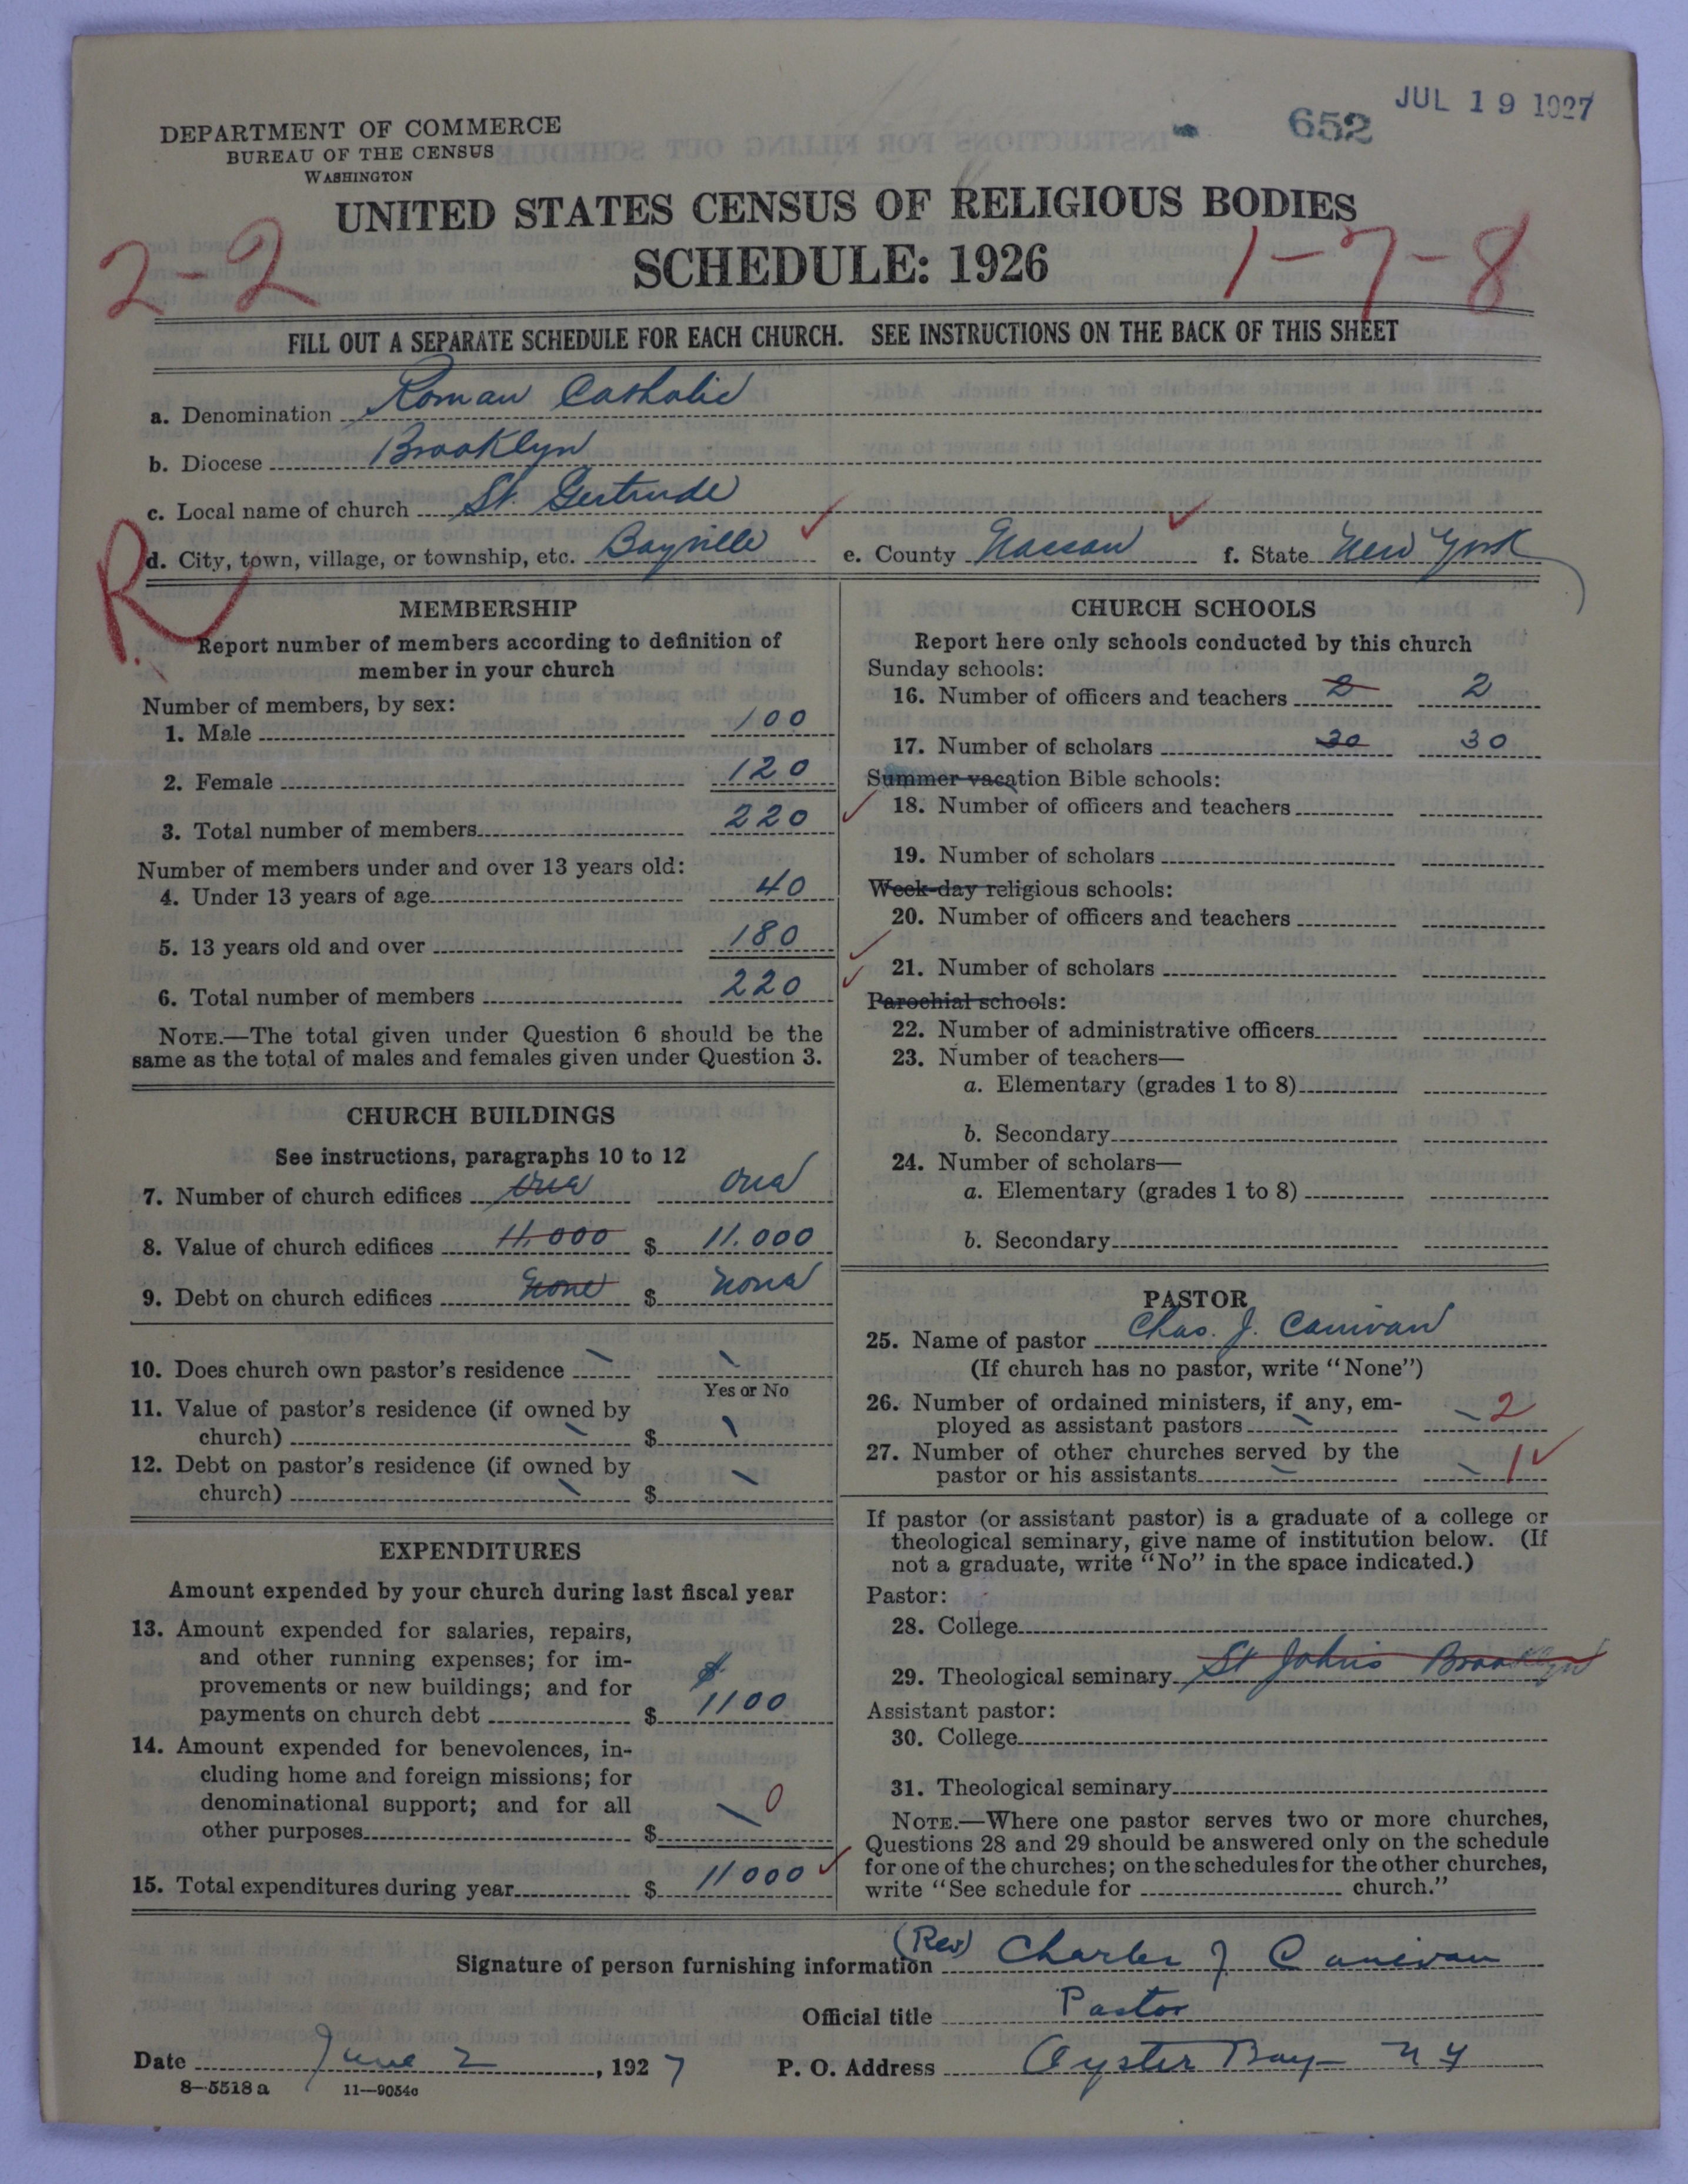 JUL 19 1927
652
DEPARTMENT OF COMMERCE
BUREAU OF THE CENSUS
WASHINGTON
UNITED STATES CENSUS OF RELIGIOUS BODIES
SCHEDULE: 1926
2-2
1-7-8
FILL OUT A SEPARATE SCHEDULE FOR EACH CHURCH. SEE INSTRUCTIONS ON THE BACK OF THIS SHEET
a. Denomination Roman Catholic
b. Diocese Brooklyn
c. Local name of church St. Gertrude
d. City, town, village, or township, etc. Bayville e. County Nassau f. State New York
R
MEMBERSHIP
Report number of members according to definition of
member in your church
Number of members, by sex:
1. Male 100
2. Female 120
3. Total number of members 220
Number of members under and over 13 years old:
4. Under 13 years of age 40
5. 13 years old and over 180
6. Total number of members 220
NOTE.—The total given under Question 6 should be the
same as the total of males and females given under Question 3.
CHURCH BUILDINGS
See instructions, paragraphs 10 to 12
7. Number of church edifices one one
8. Value of church edifices 11.000 $ 11.000
9. Debt on church edifices none $ none
10. Does church own pastor's residence \ \
Yes or No
11. Value of pastor's residence (if owned by
church) \ $ \
12. Debt on pastor's residence (if owned by
church) \ $ \
EXPENDITURES
Amount expended by your church during last fiscal year
13. Amount expended for salaries, repairs,
and other running expenses; for im-
provements or new buildings; and for $
payments on church debt $ 1100
14. Amount expended for benevolences, in-
cluding home and foreign missions; for
denominational support; and for all \ 0
other purposes $
15. Total expenditures during year $ 11000
CHURCH SCHOOLS
Report here only schools conducted by this church
Sunday schools:
16. Number of officers and teachers 2 2
17. Number of scholars 30 30
Summer vacation Bible schools:
18. Number of officers and teachers
19. Number of scholars
Week-day religious schools:
20. Number of officers and teachers
21. Number of scholars
Parochial schools:
22. Number of administrative officers
23. Number of teachers—
a. Elementary (grades 1 to 8)
b. Secondary
24. Number of scholars—
a. Elementary (grades 1 to 8)
b. Secondary
PASTOR
25. Name of pastor Chas. J. Canivan
(If church has no pastor, write "None")
26. Number of ordained ministers, if any, em-
ployed as assistant pastors \ \ 2
27. Number of other churches served by the
pastor or his assistants \ \ 1
If pastor (or assistant pastor) is a graduate of a college or
theological seminary, give name of institution below. (If
not a graduate, write "No" in the space indicated.)
Pastor:
28. College
29. Theological seminary St Johns Brooklyn
Assistant pastor:
30. College
31. Theological seminary
NOTE.—Where one pastor serves two or more churches,
Questions 28 and 29 should be answered only on the schedule
for one of the churches; on the schedules for the other churches,
write "See schedule for church."
Signature of person furnishing information (Rev) Charles J Canivan
Official title Pastor
Date June 2, 1927 P. O. Address Oyster Bay N Y
8-5518 a 11-9054c